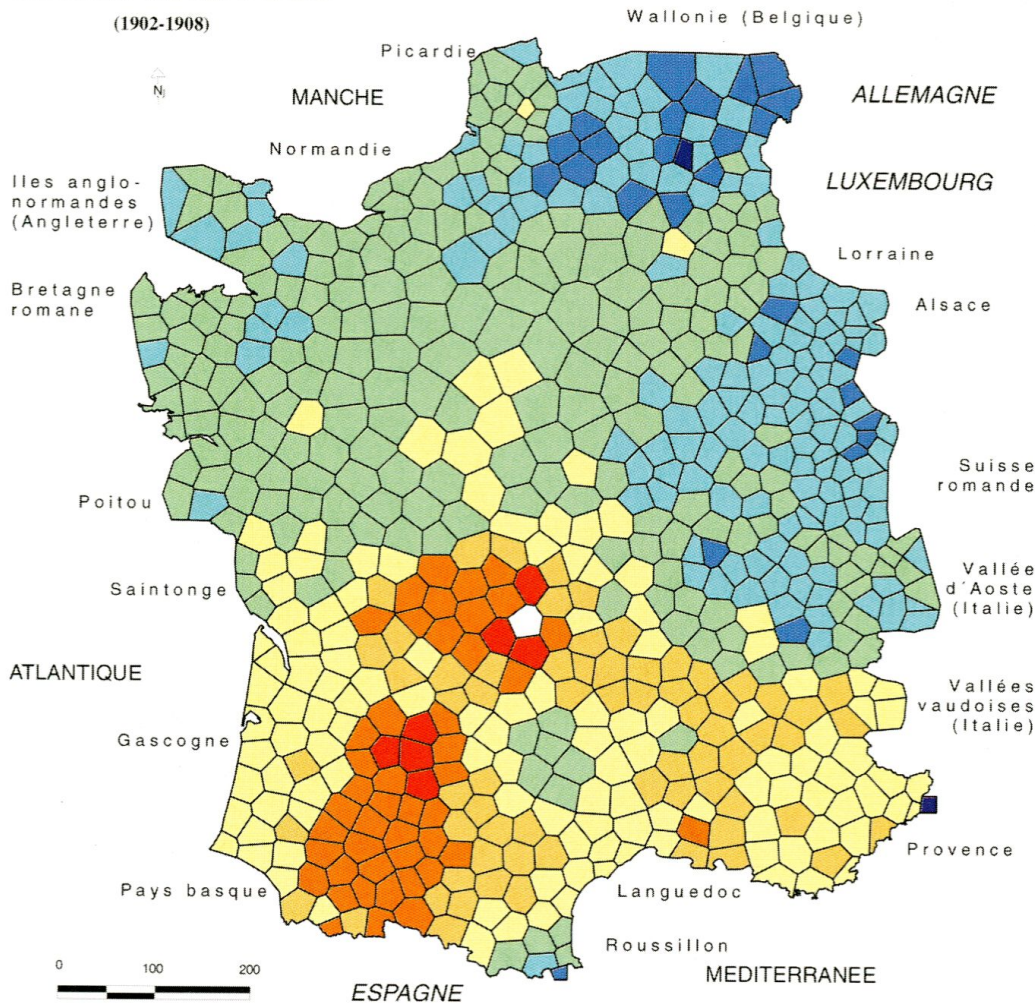 (1902-1908)
Wallonie (Belgique)
Picardie
N
MANCHE
ALLEMAGNE
Normandie
LUXEMBOURG
Iles anglo-
normandes
(Angleterre)
Lorraine
Bretagne
romane
Alsace
Suisse
romande
Poitou
Vallée
d'Aoste
(Italie)
Saintonge
ATLANTIQUE
Vallées
vaudoises
(Italie)
Gascogne
Provence
Pays basque
Languedoc
Roussillon
0 100 200
MEDITERRANEE
ESPAGNE